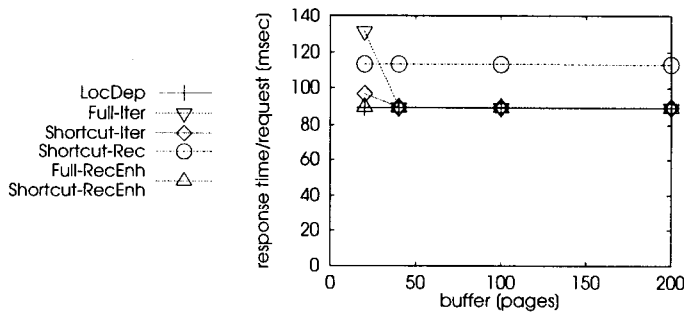 LocDep
Full-Iter
Shortcut-Iter
Shortcut-Rec
Full-RecEnh
Shortcut-RecEnh
response time/request (msec)
140
120
100
80
60
40
20
0
0
50
100
150
200
buffer (pages)